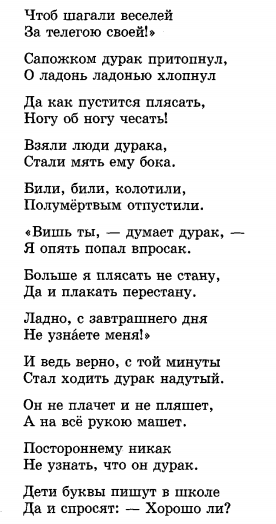 Чтоб шагали веселей
За телегою своей!»
Сапожком дурак притопнул,
О ладонь ладонью хлопнул
Да как пустится плясать,
Ногу об ногу чесать!
Взяли люди дурака,
Стали мять ему бока.
Били, били, колотили,
Полумёртвым отпустили.
«Вишь ты, — думает дурак, —
Я опять попал впросак.
Больше я плясать не стану,
Да и плакать перестану.
Ладно, с завтрашнего дня
Не узна́ете меня!»
И ведь верно, с той минуты
Стал ходить дурак надутый.
Он не плачет и не пляшет,
А на всё рукою машет.
Постороннему никак
Не узнать, что он дурак.
Дети буквы пишут в школе
Да и спросят: — Хорошо ли?